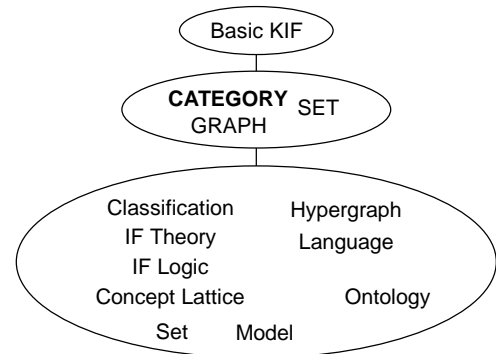 Basic KIF
CATEGORY SET
GRAPH
Classification Hypergraph
IF Theory Language
IF Logic
Concept Lattice Ontology
Set Model